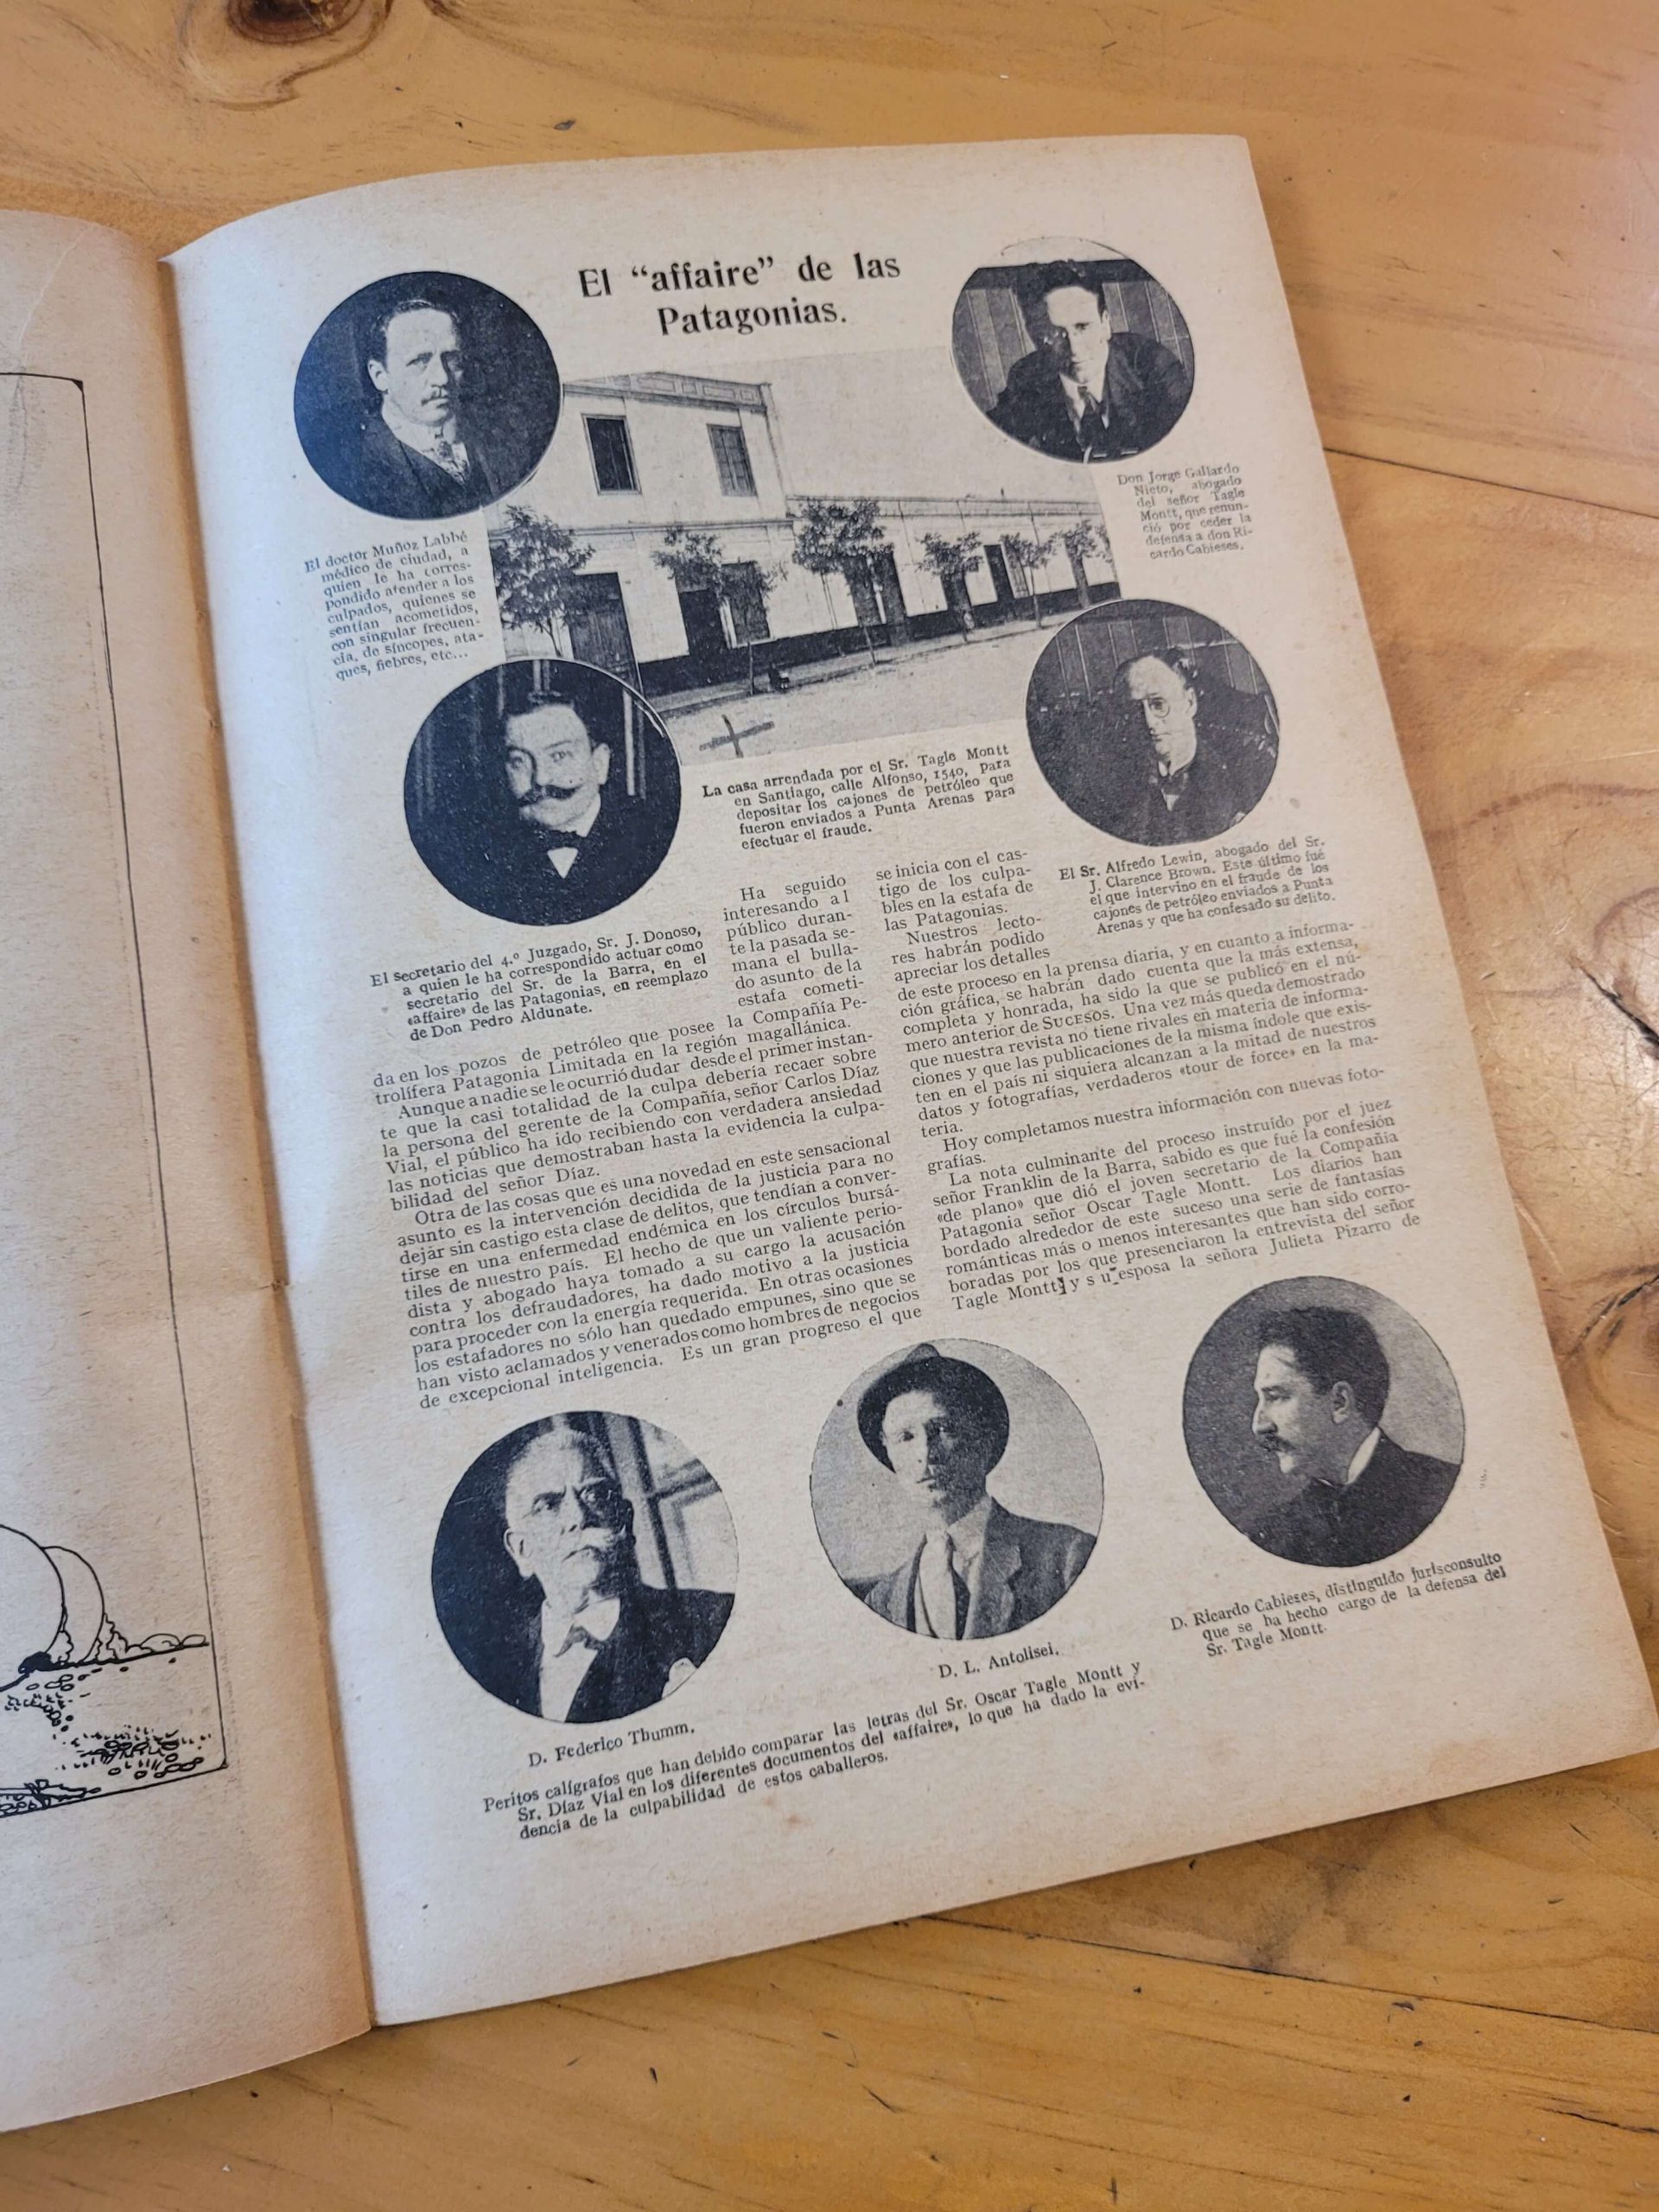 El “affaire” de las
Patagonias.
El doctor Muñoz Labbé
médico de ciudad, a
quien le ha corres-
pondido atender a los
culpados, quienes se
sentían acometidos,
con singular frecuen-
cia, de síncopes, ata-
ques, fiebres, etc...
Don Jorge Gallardo
Nieto, abogado
del señor Tagle
Montt, que renun-
ció por ceder la
defensa a don Ri-
cardo Cabieses.
La casa arrendada por el Sr. Tagle Montt
en Santiago, calle Alfonso, 1540, para
depositar los cajones de petróleo que
fueron enviados a Punta Arenas para
efectuar el fraude.
El Sr. Alfredo Lewin, abogado del Sr.
J. Clarence Brown. Este último fué
el que intervino en el fraude de los
cajones de petróleo enviados a Punta
Arenas y que ha confesado su delito.
El Secretario del 4.º Juzgado, Sr. J. Donoso,
a quien le ha correspondido actuar como
secretario del Sr. de la Barra, en el
«affaire» de las Patagonias, en reemplazo
de Don Pedro Aldunate.
Ha seguido
interesando al
público duran-
te la pasada se-
mana el bulla-
do asunto de la
estafa cometi-
da en los pozos de petróleo que posee la Compañía Pe-
trolífera Patagonia Limitada en la región magallánica.
Aunque a nadie se le ocurrió dudar desde el primer instan-
te que la casi totalidad de la culpa debería recaer sobre
la persona del gerente de la Compañía, señor Carlos Díaz
Vial, el público ha ido recibiendo con verdadera ansiedad
las noticias que demostraban hasta la evidencia la culpa-
bilidad del señor Díaz.
Otra de las cosas que es una novedad en este sensacional
asunto es la intervención decidida de la justicia para no
dejar sin castigo esta clase de delitos, que tendían a conver-
tirse en una enfermedad endémica en los círculos bursá-
tiles de nuestro país. El hecho de que un valiente perio-
dista y abogado haya tomado a su cargo la acusación
contra los defraudadores, ha dado motivo a la justicia
para proceder con la energía requerida. En otras ocasiones
los estafadores no sólo han quedado empunes, sino que se
han visto aclamados y venerados como hombres de negocios
de excepcional inteligencia. Es un gran progreso el que
se inicia con el cas-
tigo de los culpa-
bles en la estafa de
las Patagonias.
Nuestros lecto-
res habrán podido
apreciar los detalles
de este proceso en la prensa diaria, y en cuanto a informa-
ción gráfica, se habrán dado cuenta que la más extensa,
completa y honrada, ha sido la que se publicó en el nú-
mero anterior de SUCESOS. Una vez más queda demostrado
que nuestra revista no tiene rivales en materia de informa-
ciones y que las publicaciones de la misma índole que exis-
ten en el país ni siquiera alcanzan a la mitad de nuestros
datos y fotografías, verdaderos «tour de force» en la ma-
teria.
Hoy completamos nuestra información con nuevas foto-
grafías.
La nota culminante del proceso instruído por el juez
señor Franklin de la Barra, sabido es que fué la confesión
«de plano» que dió el joven secretario de la Compañía
Patagonia señor Oscar Tagle Montt. Los diarios han
bordado alrededor de este suceso una serie de fantasías
románticas más o menos interesantes que han sido corro-
boradas por los que presenciaron la entrevista del señor
Tagle Montt y su esposa la señora Julieta Pizarro de
D. Federico Thumm.
D. L. Antolisei.
Peritos calígrafos que han debido comparar las letras del Sr. Oscar Tagle Montt y
Sr. Díaz Vial en los diferentes documentos del «affaire», lo que ha dado la evi-
dencia de la culpabilidad de estos caballeros.
D. Ricardo Cabieses, distinguido jurisconsulto
que se ha hecho cargo de la defensa del
Sr. Tagle Montt.